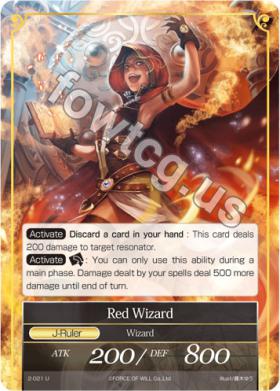 fowtcg.us
Activate Discard a card in your hand : This card deals
200 damage to target resonator.
Activate : You can only use this ability during a
main phase. Damage dealt by your spells deal 500 more
damage until end of turn.
Red Wizard
J-Ruler Wizard
ATK 200 / DEF 800
2-021 U ©FORCE OF WILL Co.,Ltd.